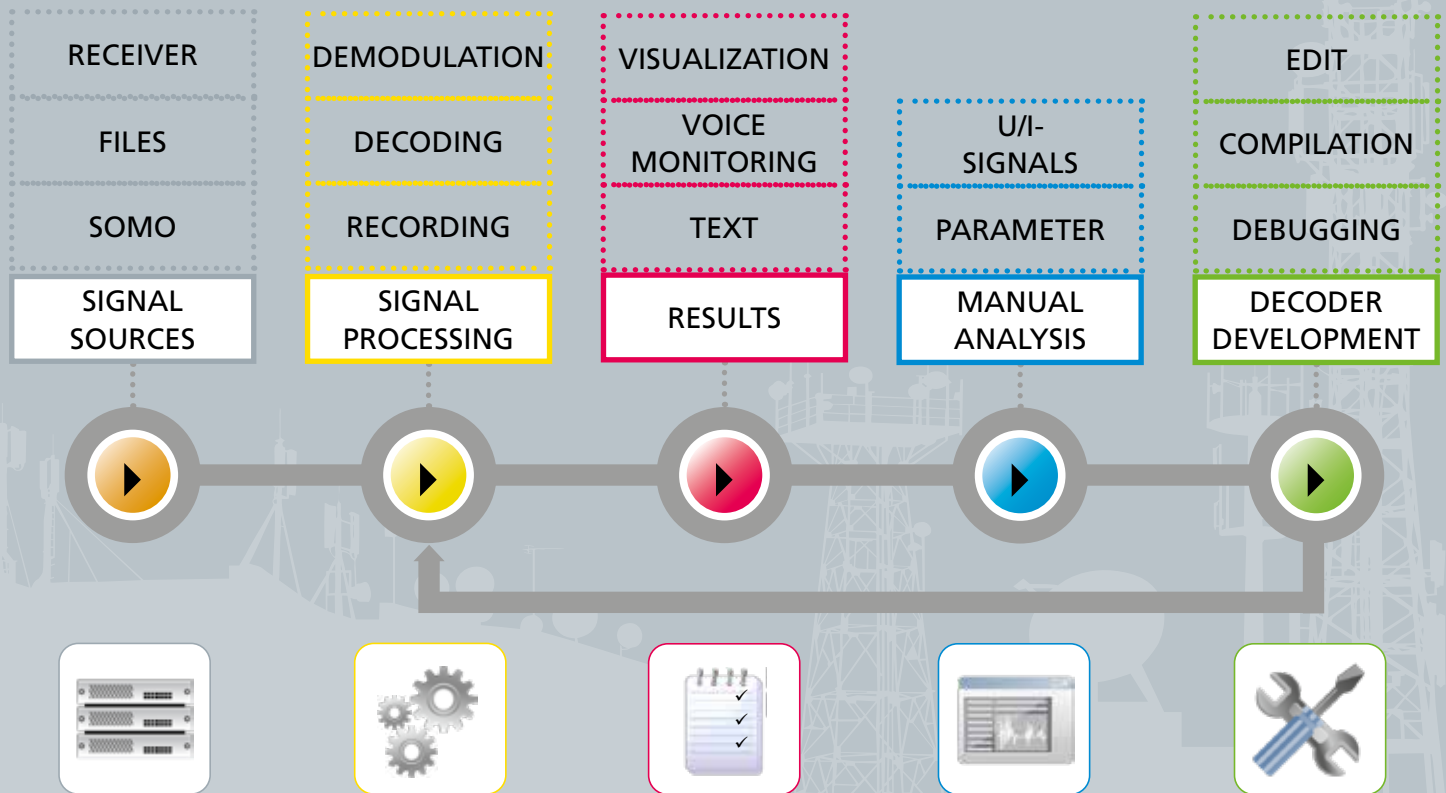 RECEIVER
FILES
SOMO
SIGNAL
SOURCES
DEMODULATION
DECODING
RECORDING
SIGNAL
PROCESSING
VISUALIZATION
VOICE
MONITORING
TEXT
RESULTS
U/I-
SIGNALS
PARAMETER
MANUAL
ANALYSIS
EDIT
COMPILATION
DEBUGGING
DECODER
DEVELOPMENT